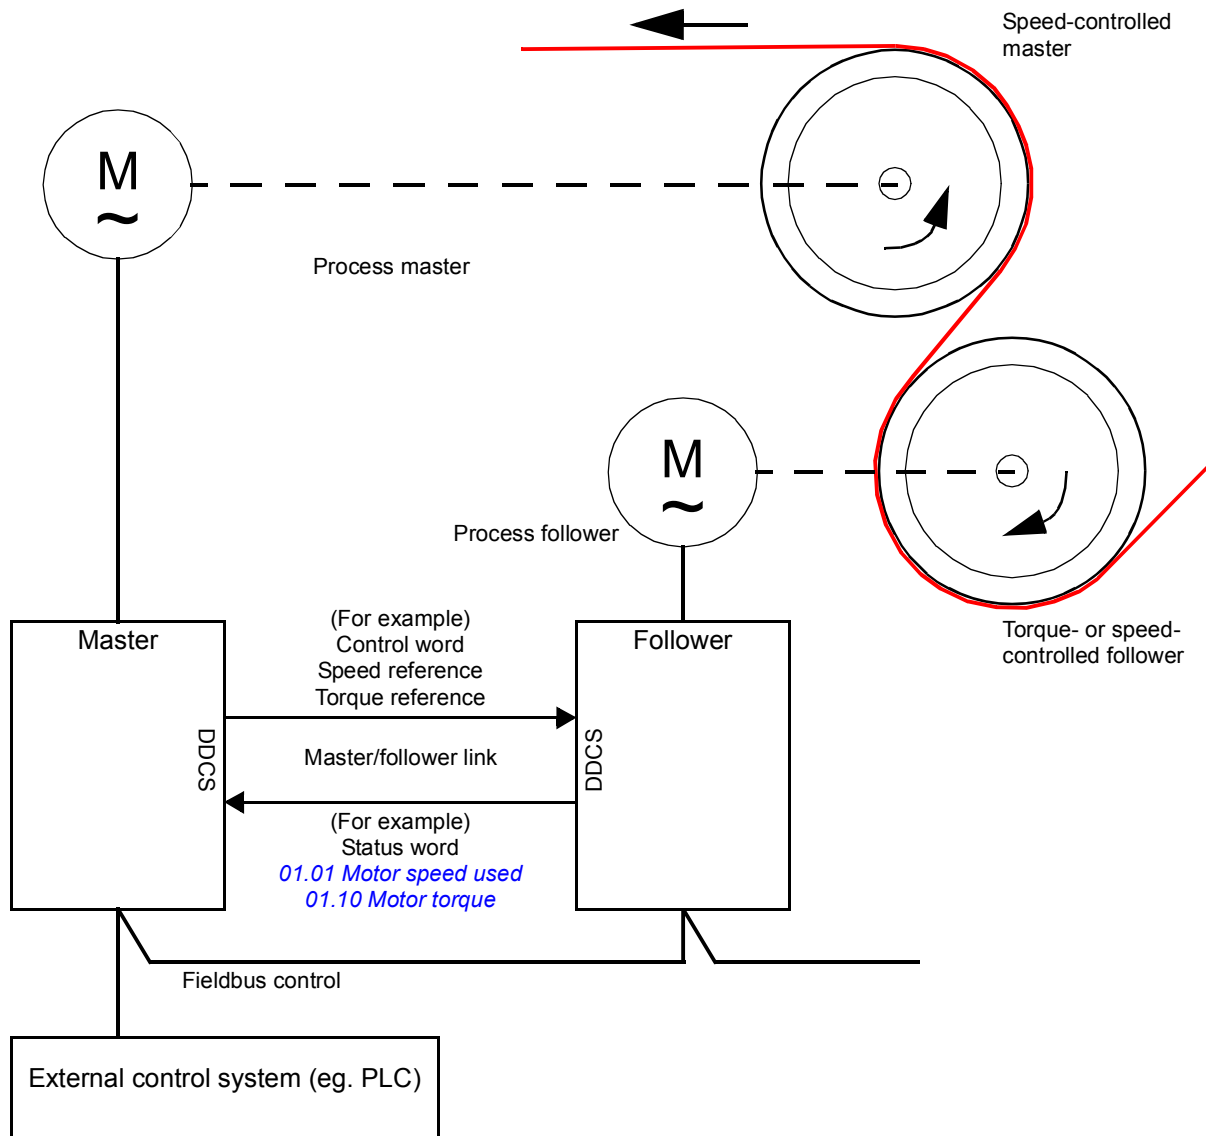 Speed-controlled
master
M
~
Process master
M
~
Process follower
Torque- or speed-
controlled follower
Master
(For example)
Control word
Speed reference
Torque reference
Follower
DDCS
Master/follower link
DDCS
(For example)
Status word
01.01 Motor speed used
01.10 Motor torque
Fieldbus control
External control system (eg. PLC)